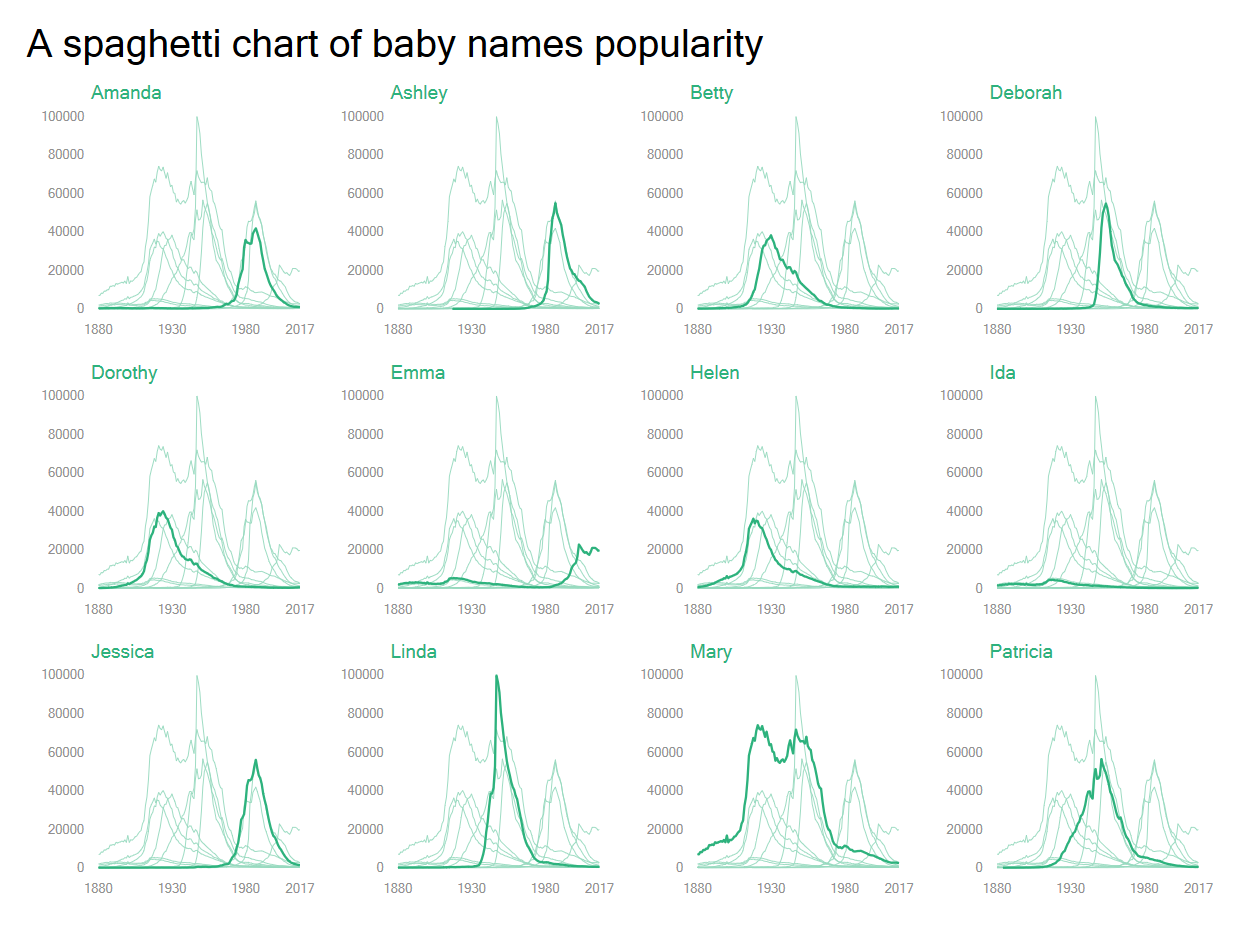 A spaghetti chart of baby names popularity
Amanda Ashley Betty Deborah
100000 100000 100000 100000
80000 80000 80000 80000
60000 60000 60000 60000
40000 40000 40000 40000
20000 20000 20000 20000
0 0 0 0
1880 1930 1980 2017 1880 1930 1980 2017 1880 1930 1980 2017 1880 1930 1980 2017
Dorothy Emma Helen Ida
100000 100000 100000 100000
80000 80000 80000 80000
60000 60000 60000 60000
40000 40000 40000 40000
20000 20000 20000 20000
0 0 0 0
1880 1930 1980 2017 1880 1930 1980 2017 1880 1930 1980 2017 1880 1930 1980 2017
Jessica Linda Mary Patricia
100000 100000 100000 100000
80000 80000 80000 80000
60000 60000 60000 60000
40000 40000 40000 40000
20000 20000 20000 20000
0 0 0 0
1880 1930 1980 2017 1880 1930 1980 2017 1880 1930 1980 2017 1880 1930 1980 2017